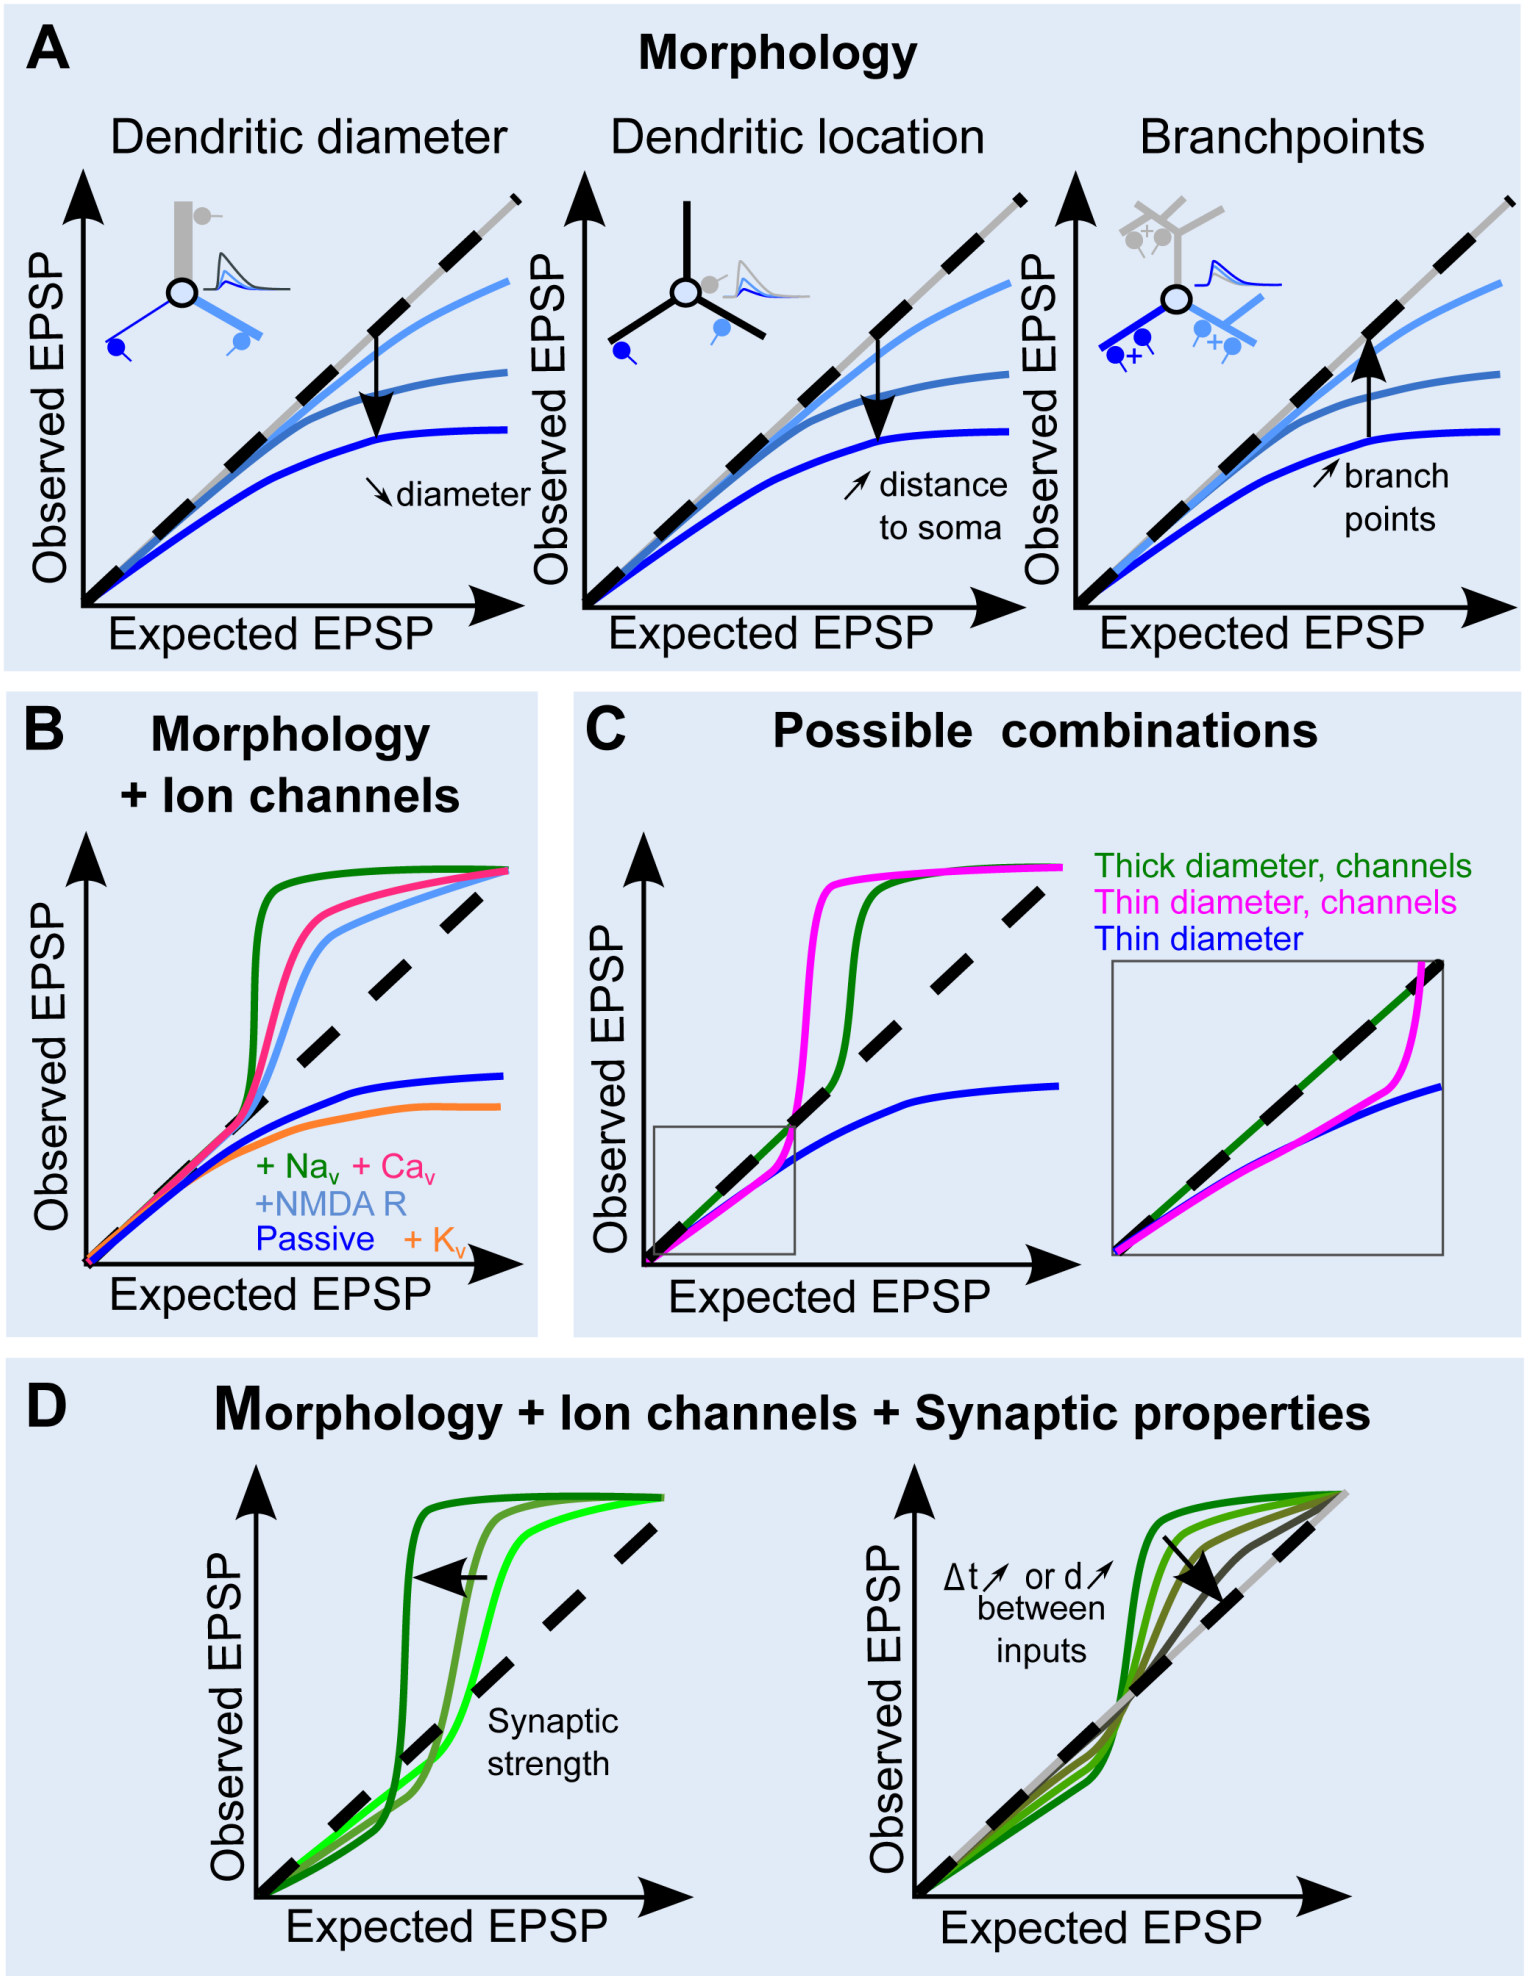 A
Morphology
Dendritic diameter
Dendritic location
Branchpoints
Observed EPSP
Expected EPSP
diameter
Observed EPSP
Expected EPSP
distance
to soma
+
+
+
Observed EPSP
Expected EPSP
branch
points
B
Morphology
+ Ion channels
Observed EPSP
Expected EPSP
+ Nav + Cav
+NMDA R
Passive + Kv
C
Possible combinations
Observed EPSP
Expected EPSP
Thick diameter, channels
Thin diameter, channels
Thin diameter
D
Morphology + Ion channels + Synaptic properties
Observed EPSP
Expected EPSP
Synaptic
strength
Observed EPSP
Expected EPSP
Δt↗ or d↗
between
inputs